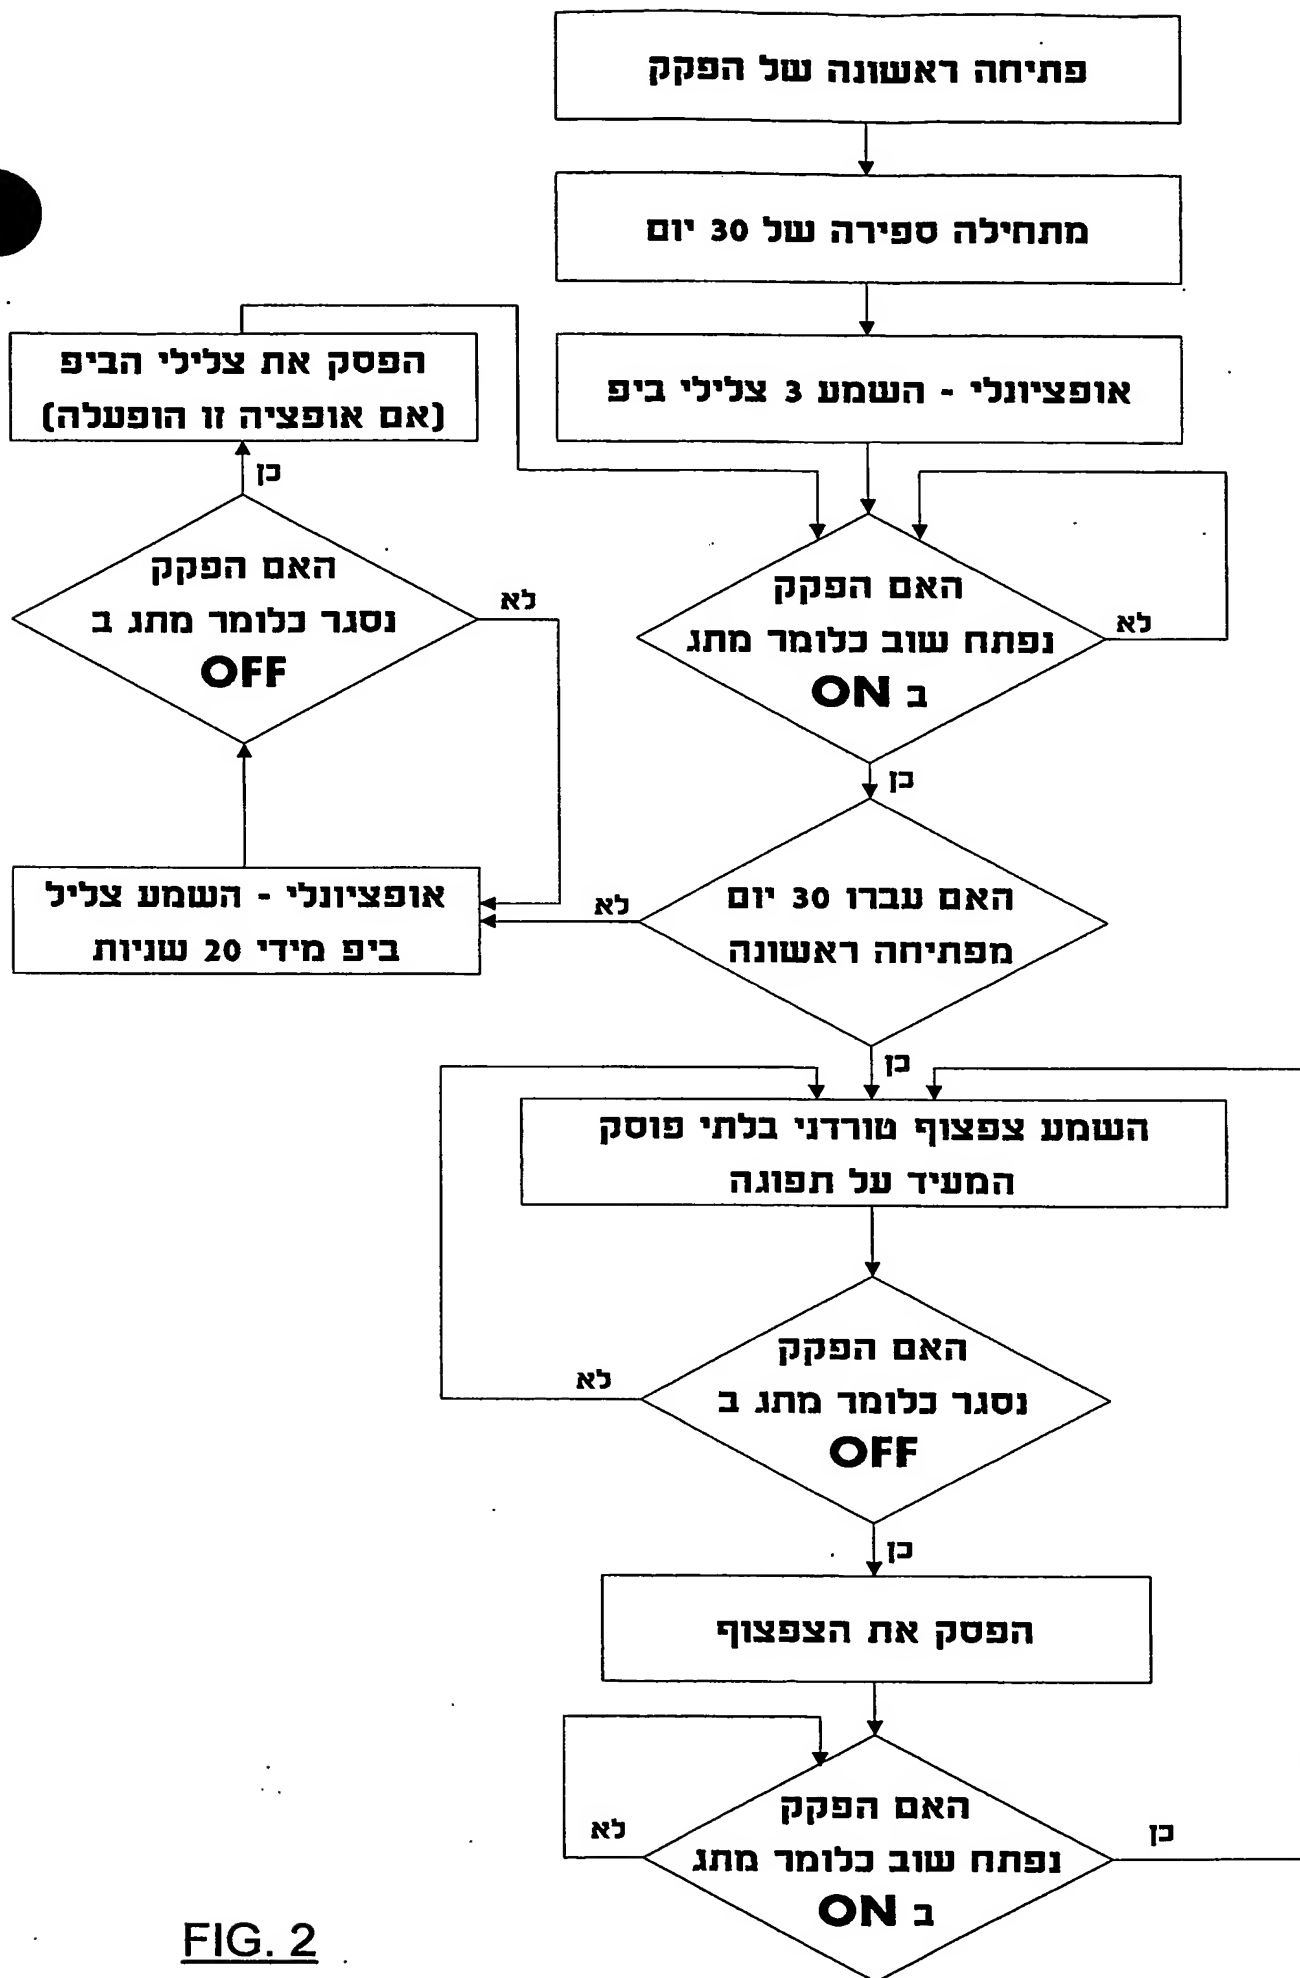 פתיחה ראשונה של הפקק
מתחילה ספירה של 30 יום
אופציונלי - השמע 3 צלילי ביפ
הפסק את צלילי הביפ
(אם אופציה זו הופעלה)
כן
האם הפקק
נסגר כלומר מתג ב
OFF
לא
האם הפקק
נפתח שוב כלומר מתג
ב ON
לא
כן
אופציונלי - השמע צליל
ביפ מידי 20 שניות
לא
האם עברו 30 יום
מפתיחה ראשונה
כן
השמע צפצוף טורדני בלתי פוסק
המעיד על תפוגה
האם הפקק
נסגר כלומר מתג ב
OFF
לא
כן
הפסק את הצפצוף
האם הפקק
נפתח שוב כלומר מתג
ב ON
לא
כן
FIG. 2